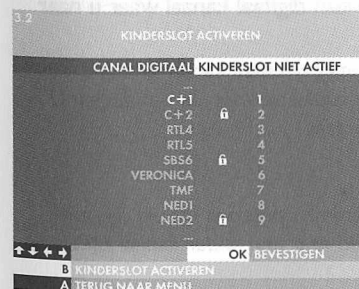 3.2
KINDERSLOT ACTIVEREN
CANAL DIGITAAL KINDERSLOT NIET ACTIEF
...
C+1 1
C+2 2
RTL4 3
RTL5 4
SBS6 5
VERONICA 6
TMF 7
NED1 8
NED2 9
...
OK BEVESTIGEN
B KINDERSLOT ACTIVEREN
A TERUG NAAR MENU